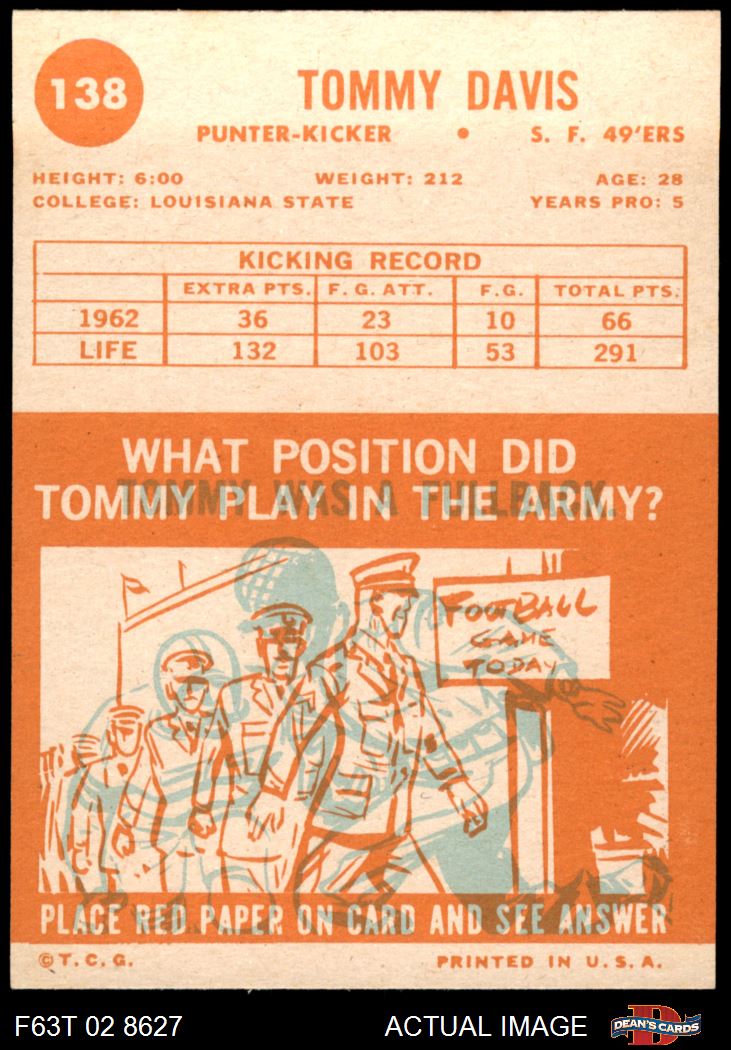 138
TOMMY DAVIS
PUNTER-KICKER • S. F. 49'ERS
HEIGHT: 6:00 WEIGHT: 212 AGE: 28
COLLEGE: LOUISIANA STATE YEARS PRO: 5
KICKING RECORD
EXTRA PTS. F. G. ATT. F.G. TOTAL PTS.
1962 36 23 10 66
LIFE 132 103 53 291
WHAT POSITION DID
TOMMY PLAY IN THE ARMY?
TOMMY WAS A FULLBACK.
FOOTBALL
GAME
TODAY
PLACE RED PAPER ON CARD AND SEE ANSWER
©T.C.G. PRINTED IN U.S.A.
F63T 02 8627 ACTUAL IMAGE DEAN'S CARDS